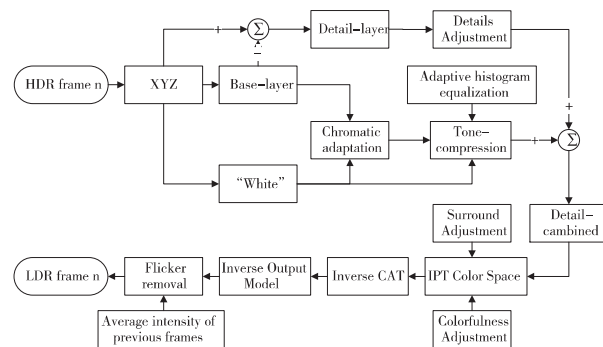 Details
Adjustment
Detail-layer
+
Σ
−
HDR frame n
XYZ
Base-layer
Adaptive histogram
equalization
+
Chromatic
adaptation
Tone-
compression
+
Σ
"White"
Surround
Adjustment
Detail-
cambined
LDR frame n
Flicker
removal
Inverse Output
Model
Inverse CAT
IPT Color Space
Average intensity of
previous frames
Colorfulness
Adjustment